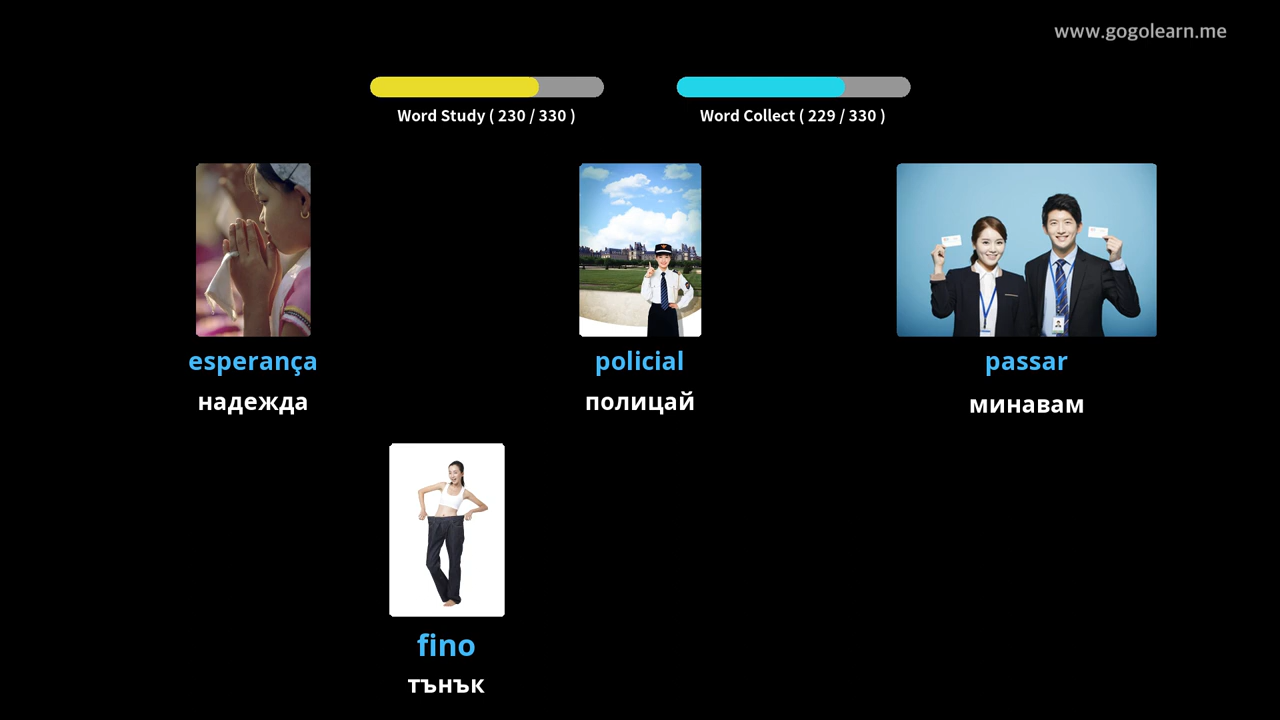 www.gogolearn.me
Word Study ( 230 / 330 )
Word Collect ( 229 / 330 )
esperança
policial
passar
надежда
полицай
минавам
fino
тънък